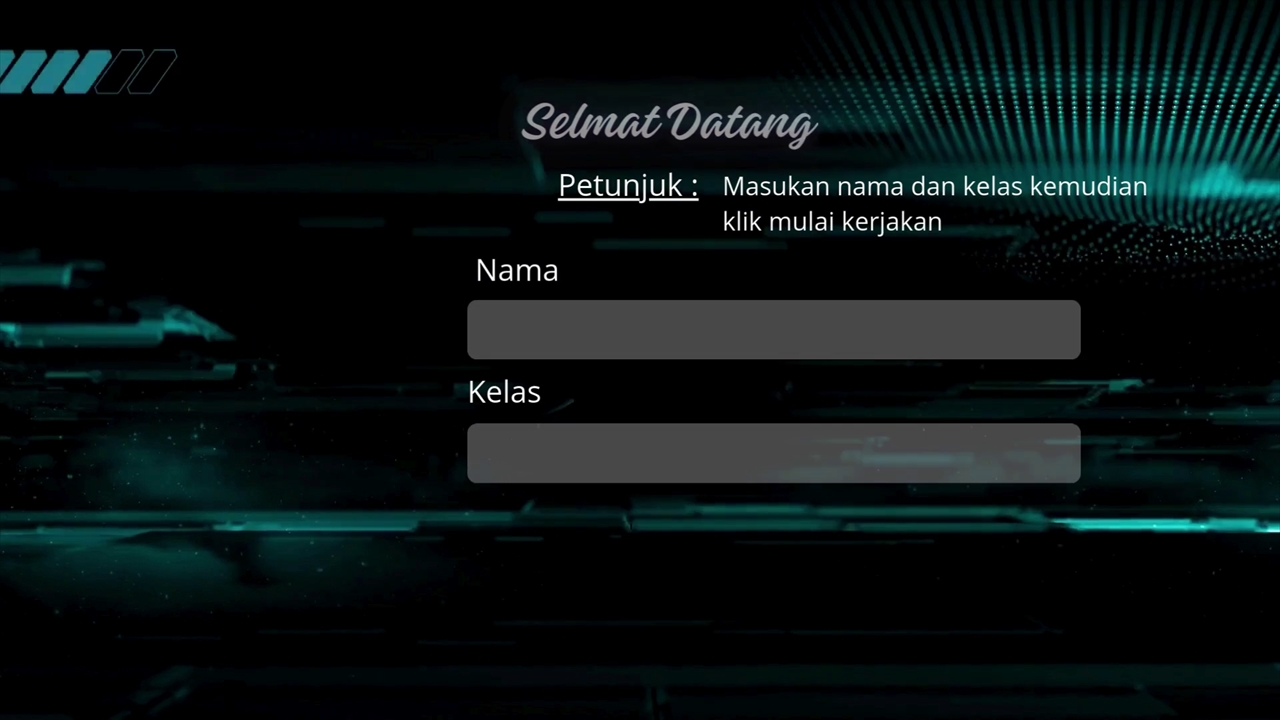 Selmat Datang
Petunjuk : Masukan nama dan kelas kemudian
klik mulai kerjakan
Nama
Kelas